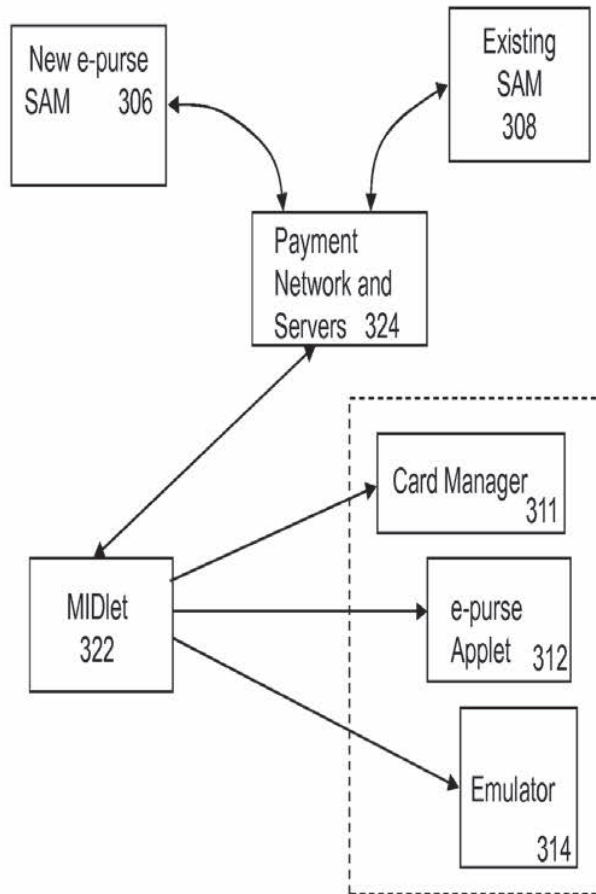 New e-purse
SAM 306
Existing
SAM
308
Payment
Network and
Servers 324
Card Manager
311
MIDlet
322
e-purse
Applet 312
Emulator
314